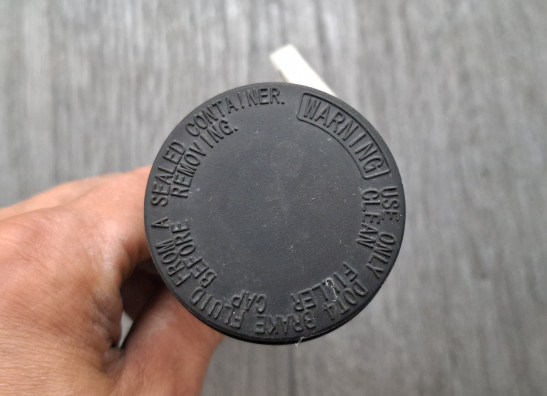 WARNING
USE ONLY DOT4 BRAKE FLUID FROM A SEALED CONTAINER.
CLEAN FILLER CAP BEFORE REMOVING.